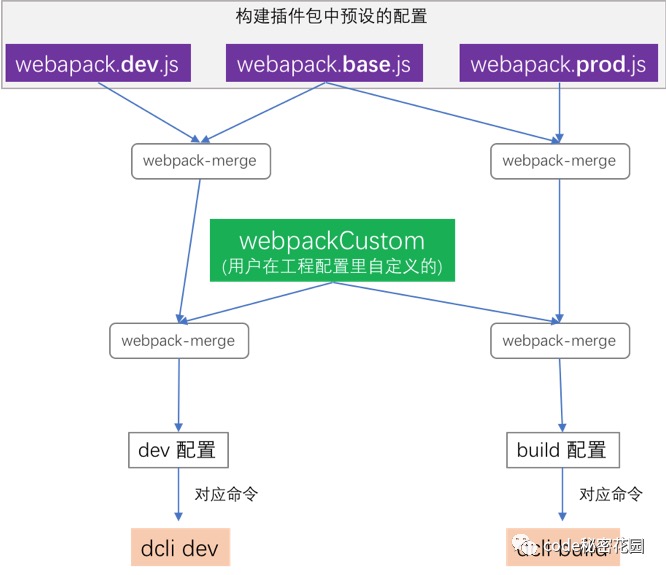 构建插件包中预设的配置
webapack.dev.js
webapack.base.js
webapack.prod.js
webpack-merge
webpack-merge
webpackCustom
(用户在工程配置里自定义的)
webpack-merge
webpack-merge
dev 配置
build 配置
对应命令
对应命令
dcli dev
dcli build
code秘密花园